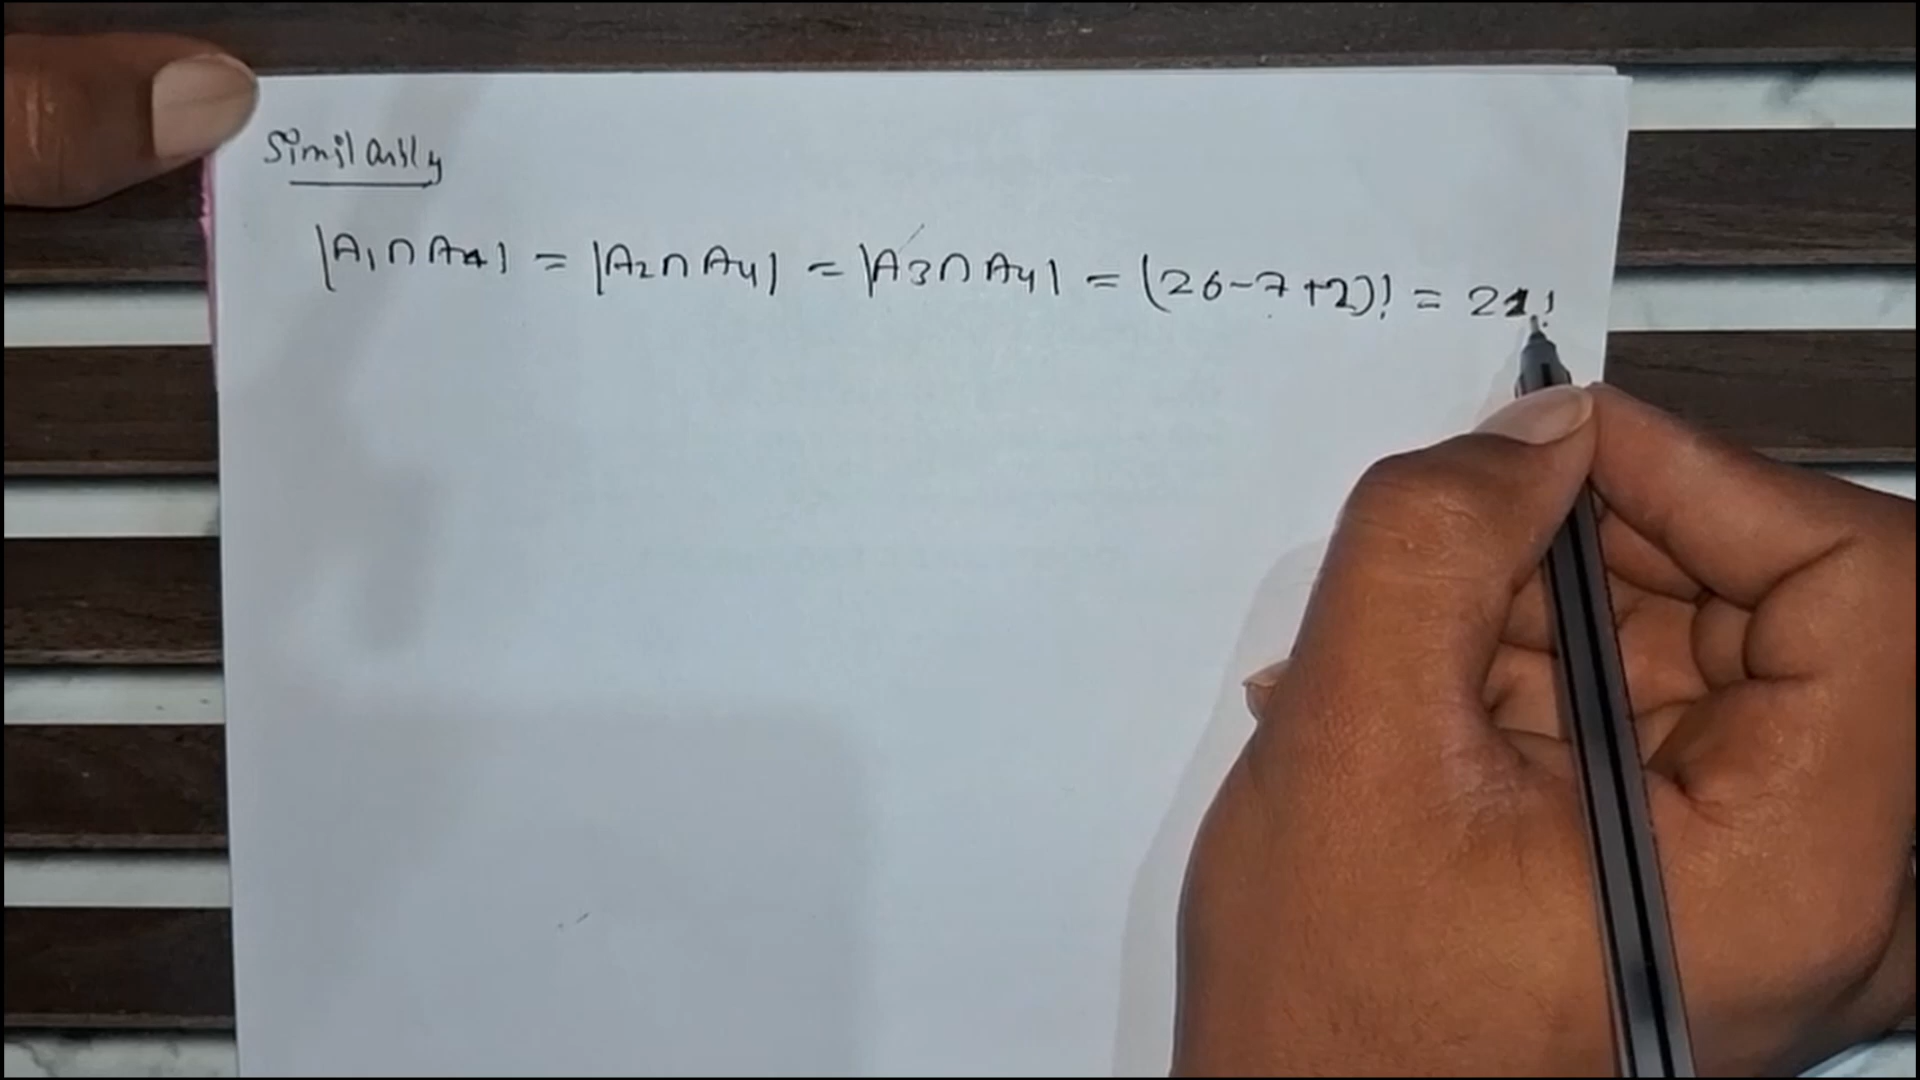 Similarly
|A₁∩A₄| = |A₂∩A₄| = |A₃∩A₄| = (26-7+2)! = 21!